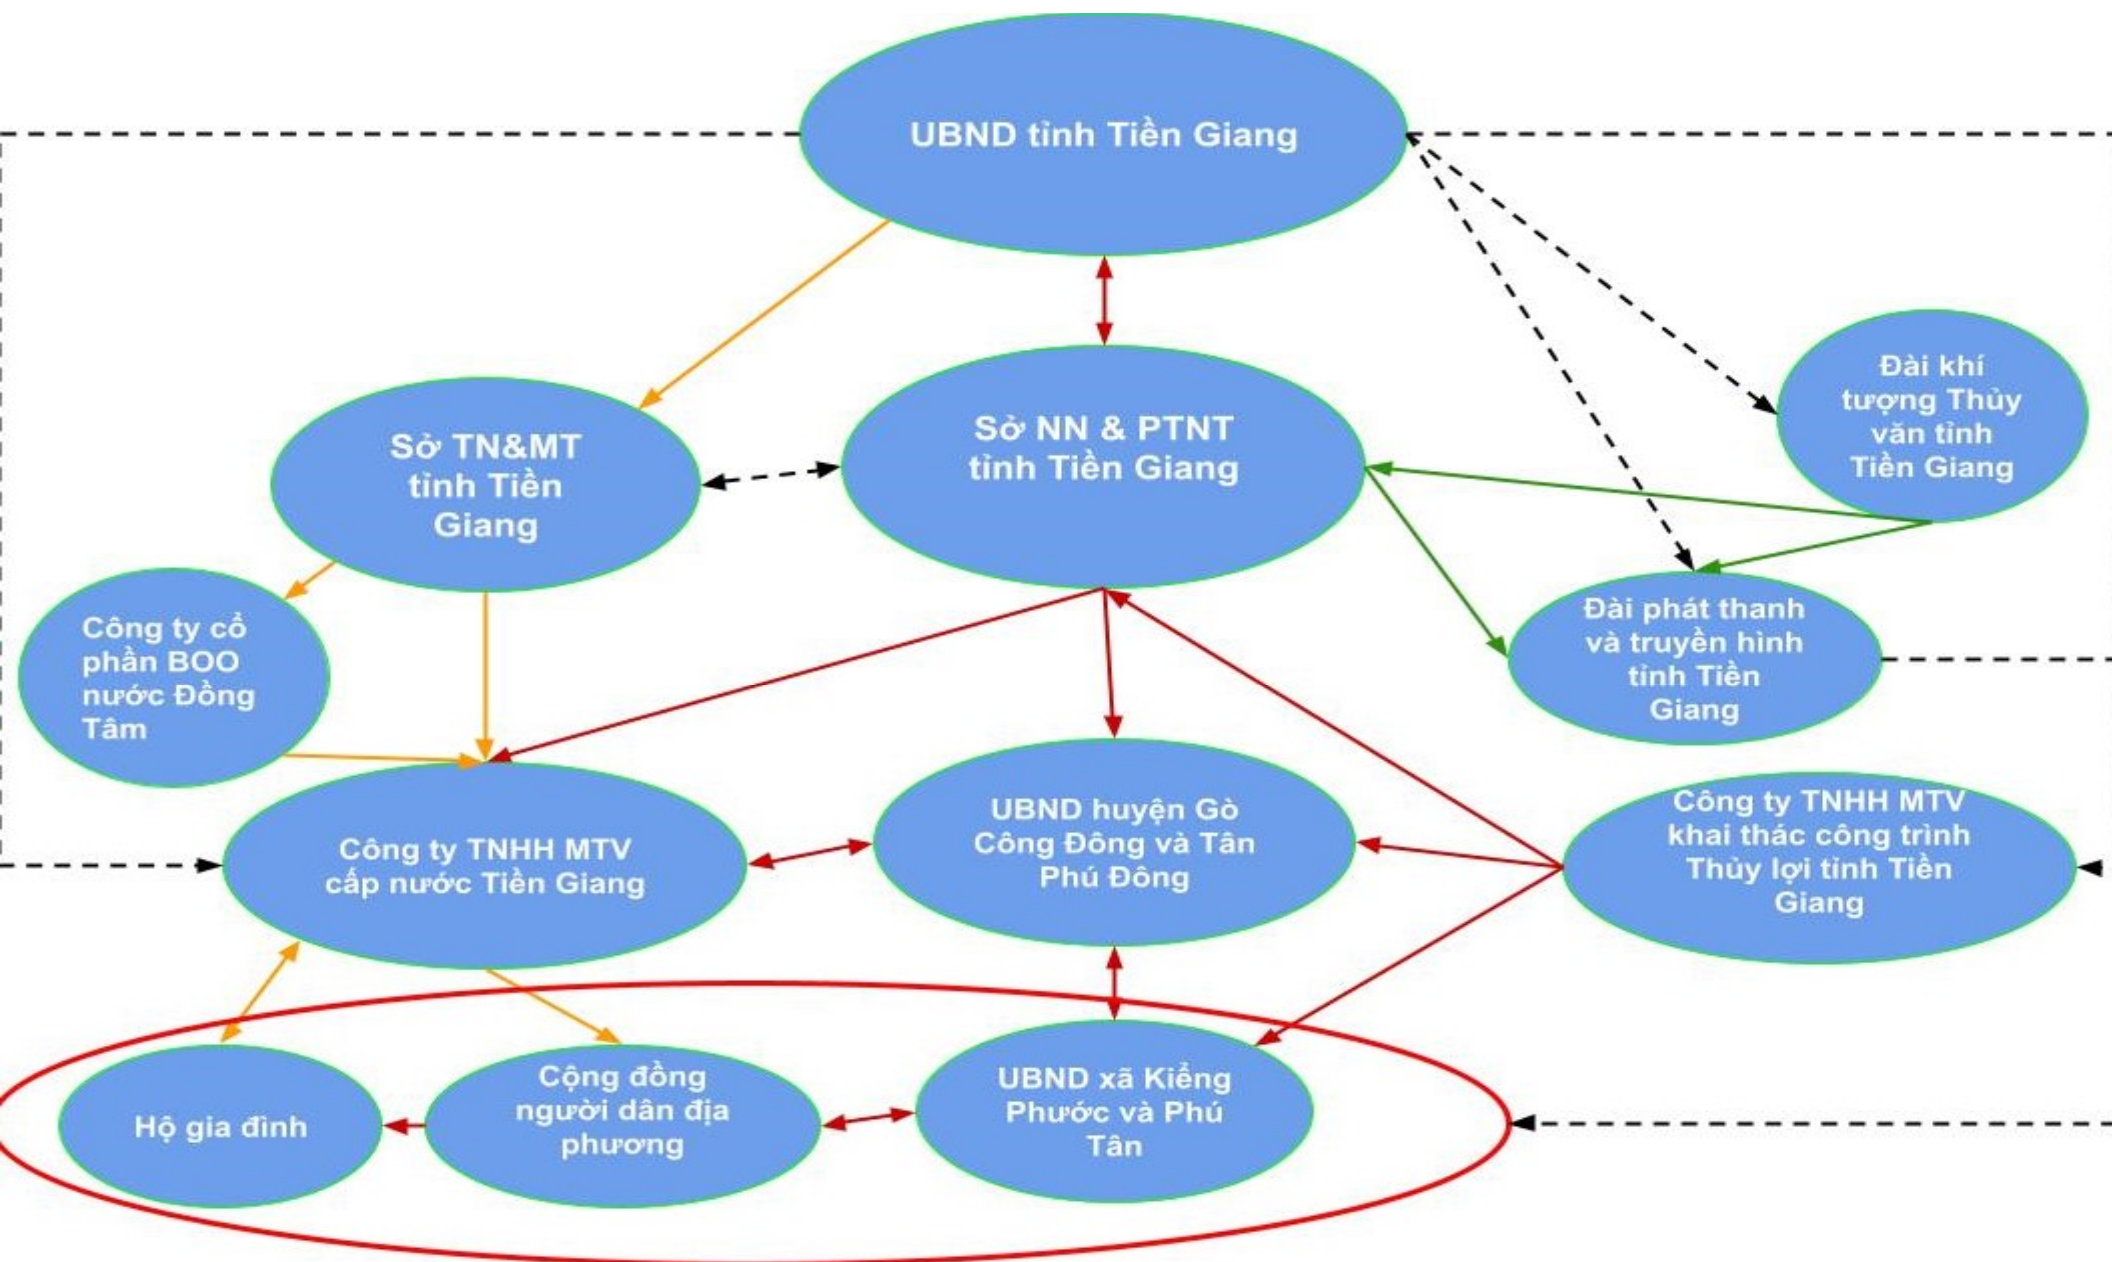 UBND tỉnh Tiền Giang
Đài khí
tượng Thủy
văn tỉnh
Tiền Giang
Sở TN&MT
tỉnh Tiền
Giang
Sở NN & PTNT
tỉnh Tiền Giang
Công ty cổ
phần BOO
nước Đồng
Tâm
Đài phát thanh
và truyền hình
tỉnh Tiền
Giang
Công ty TNHH MTV
cấp nước Tiền Giang
UBND huyện Gò
Công Đông và Tân
Phú Đông
Công ty TNHH MTV
khai thác công trình
Thủy lợi tỉnh Tiền
Giang
Hộ gia đình
Cộng đồng
người dân địa
phương
UBND xã Kiểng
Phước và Phú
Tân